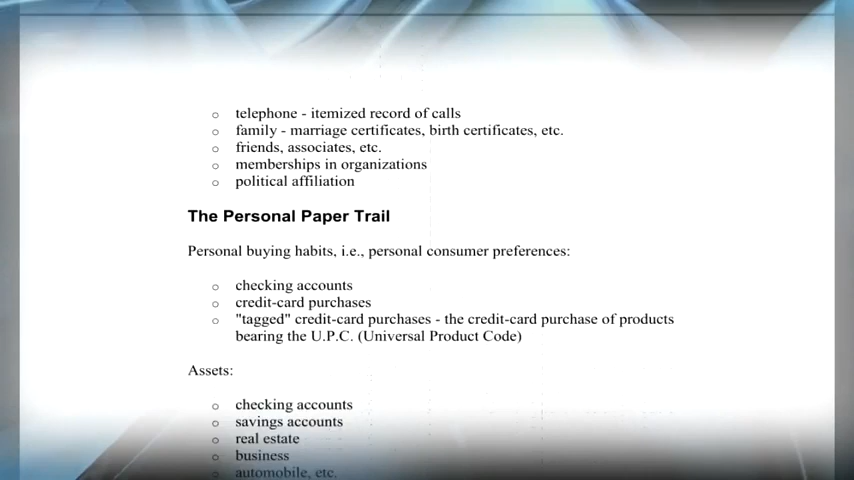 o telephone - itemized record of calls
o family - marriage certificates, birth certificates, etc.
o friends, associates, etc.
o memberships in organizations
o political affiliation
The Personal Paper Trail
Personal buying habits, i.e., personal consumer preferences:
o checking accounts
o credit-card purchases
o "tagged" credit-card purchases - the credit-card purchase of products
bearing the U.P.C. (Universal Product Code)
Assets:
o checking accounts
o savings accounts
o real estate
o business
o automobile, etc.